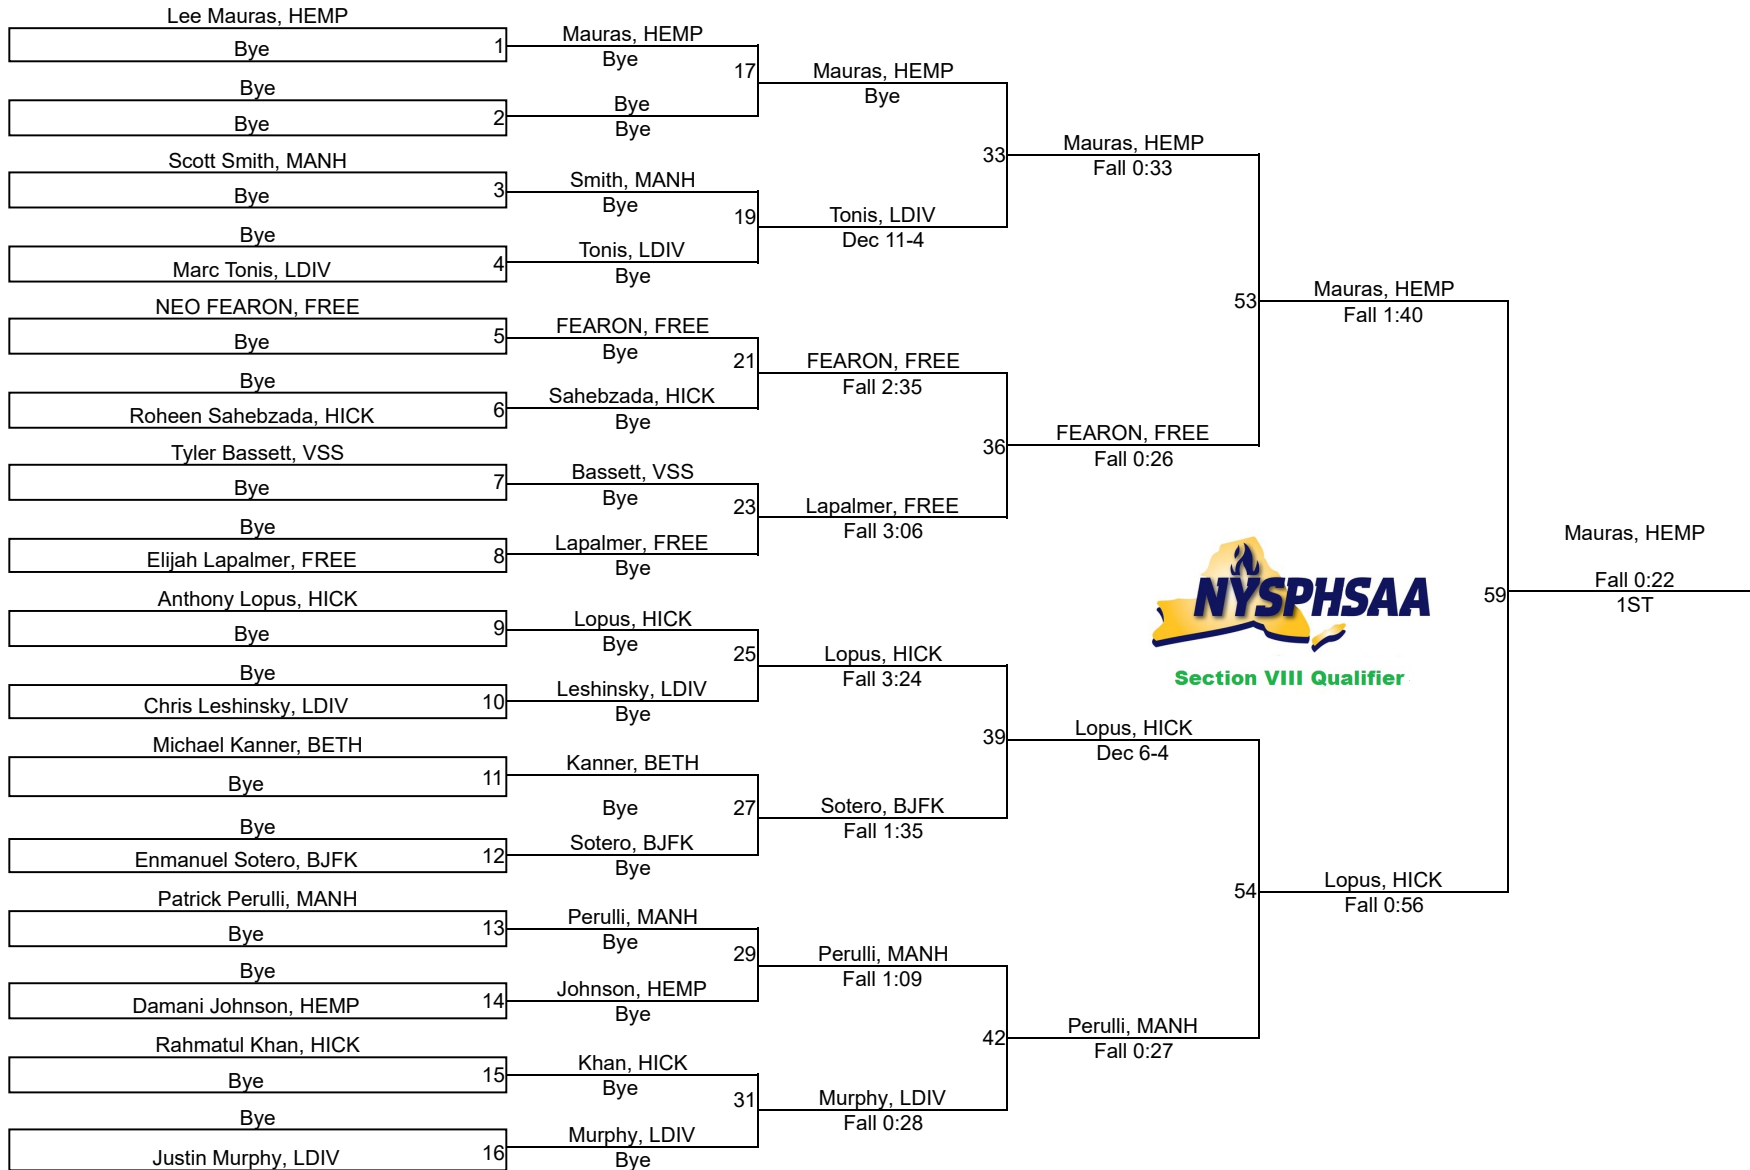 Lee Mauras, HEMP
Bye
1
Bye
Bye
2
Scott Smith, MANH
Bye
3
Bye
Marc Tonis, LDIV
4
NEO FEARON, FREE
Bye
5
Bye
Roheen Sahebzada, HICK
6
Tyler Bassett, VSS
Bye
7
Bye
Elijah Lapalmer, FREE
8
Anthony Lopus, HICK
Bye
9
Bye
Chris Leshinsky, LDIV
10
Michael Kanner, BETH
Bye
11
Bye
Enmanuel Sotero, BJFK
12
Patrick Perulli, MANH
Bye
13
Bye
Damani Johnson, HEMP
14
Rahmatul Khan, HICK
Bye
15
Bye
Justin Murphy, LDIV
16
Mauras, HEMP
Bye
17
Bye
Bye
Smith, MANH
Bye
19
Tonis, LDIV
Bye
FEARON, FREE
Bye
21
Sahebzada, HICK
Bye
Bassett, VSS
Bye
23
Lapalmer, FREE
Bye
Lopus, HICK
Bye
25
Leshinsky, LDIV
Bye
Kanner, BETH
Bye
27
Sotero, BJFK
Bye
Perulli, MANH
Bye
29
Johnson, HEMP
Bye
Khan, HICK
Bye
31
Murphy, LDIV
Bye
Mauras, HEMP
Bye
33
Tonis, LDIV
Dec 11-4
FEARON, FREE
Fall 2:35
36
Lapalmer, FREE
Fall 3:06
Lopus, HICK
Fall 3:24
39
Sotero, BJFK
Fall 1:35
Perulli, MANH
Fall 1:09
42
Murphy, LDIV
Fall 0:28
Mauras, HEMP
Fall 0:33
53
FEARON, FREE
Fall 0:26
Lopus, HICK
Dec 6-4
54
Perulli, MANH
Fall 0:27
Mauras, HEMP
Fall 1:40
NYSPHSAA
Section VIII Qualifier
59
Lopus, HICK
Fall 0:56
Mauras, HEMP
Fall 0:22
1ST